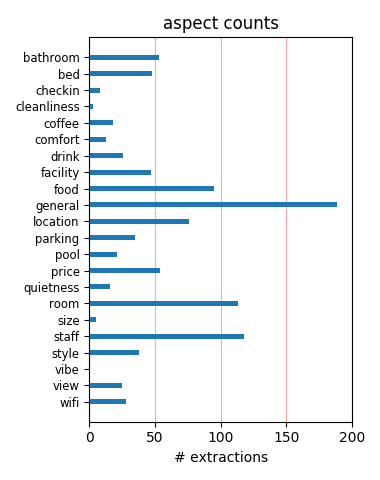 aspect counts
bathroom
bed
checkin
cleanliness
coffee
comfort
drink
facility
food
general
location
parking
pool
price
quietness
room
size
staff
style
vibe
view
wifi
0 50 100 150 200
# extractions